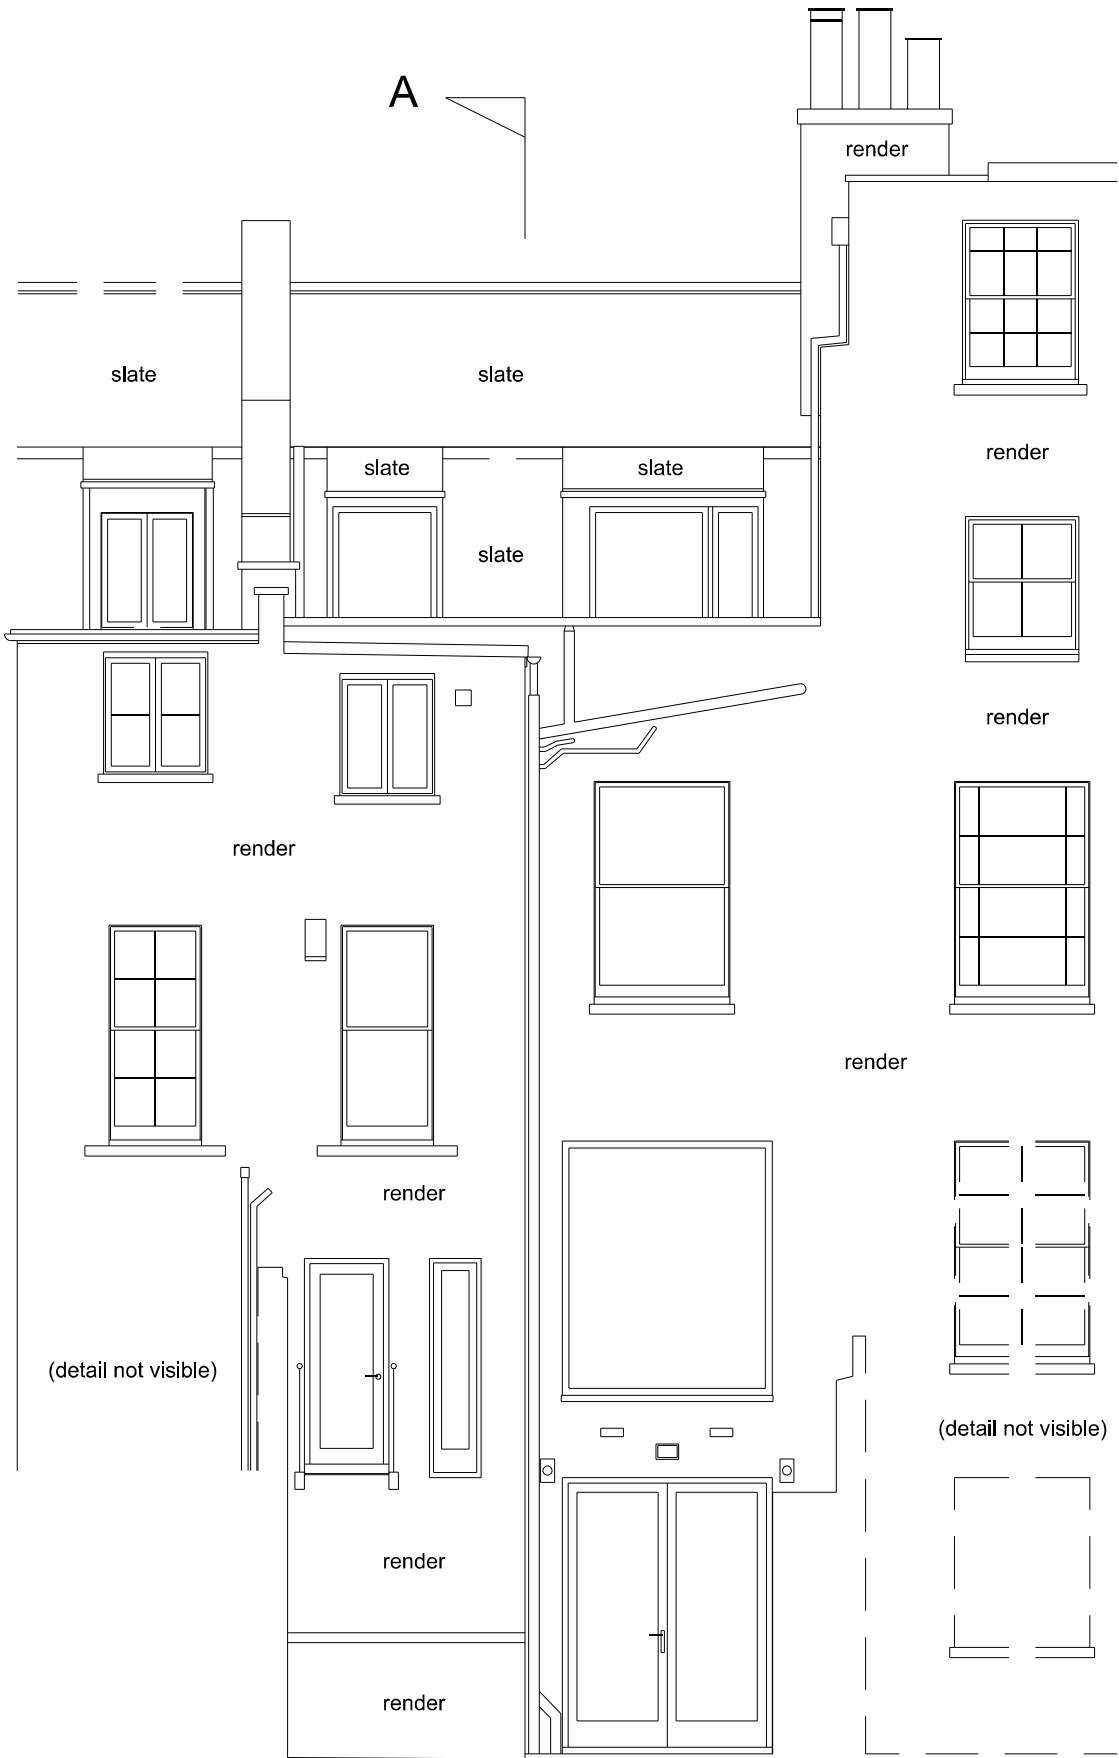 A
render
slate
slate
render
slate
slate
slate
render
render
render
render
(detail not visible)
(detail not visible)
render
render